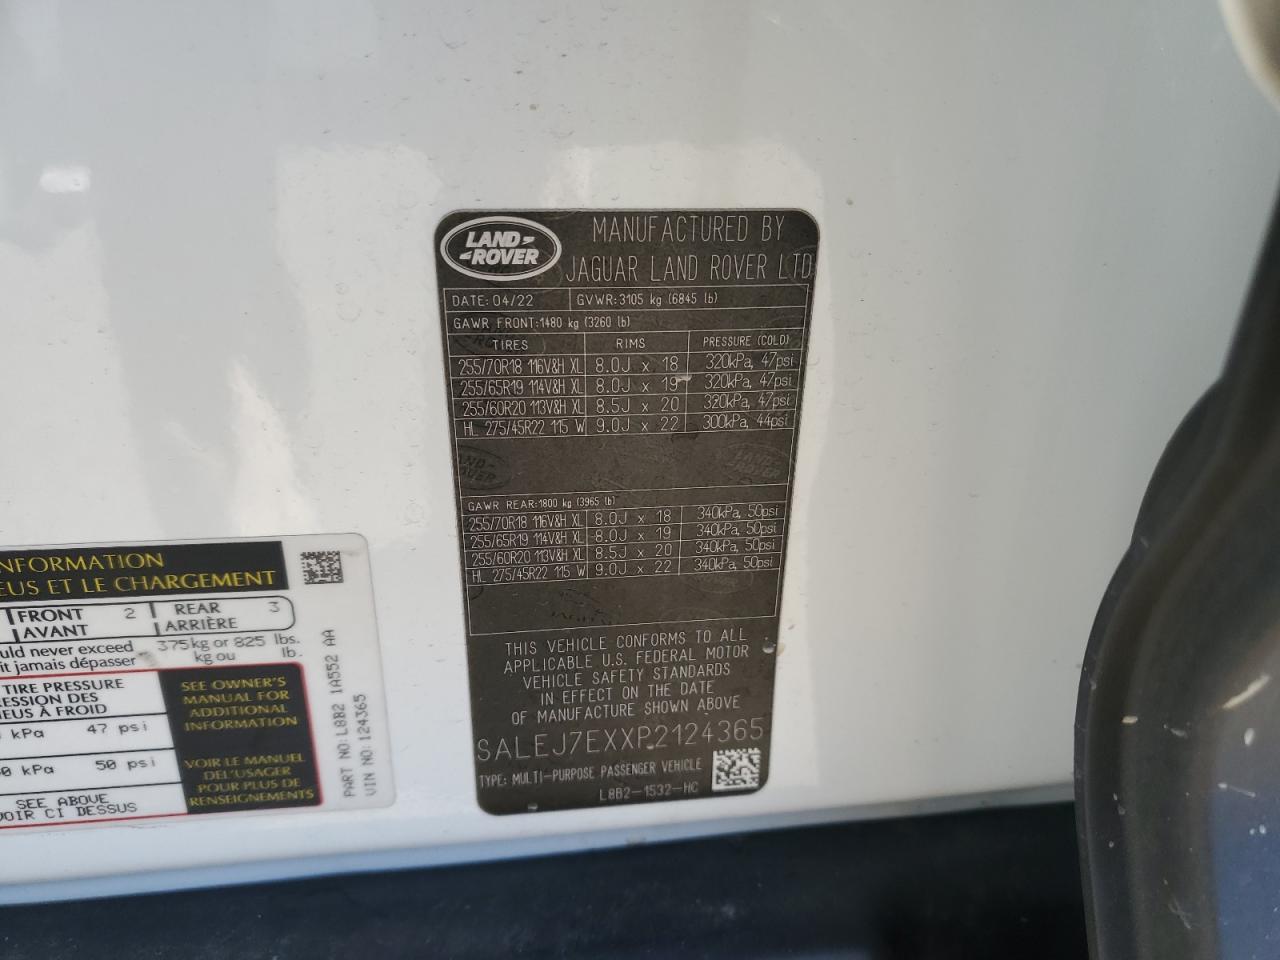 LAND ROVER
MANUFACTURED BY
JAGUAR LAND ROVER LTD
DATE: 04/22 GVWR: 3105 kg (6845 lb)
GAWR FRONT: 1480 kg (3260 lb)
TIRES RIMS PRESSURE (COLD)
255/70R18 116V&H XL 8.0J x 18 320kPa, 47psi
255/65R19 114V&H XL 8.0J x 19 320kPa, 47psi
255/60R20 113V&H XL 8.5J x 20 320kPa, 47psi
HL 275/45R22 115 W 9.0J x 22 300kPa, 44psi
GAWR REAR: 1800 kg (3965 lb)
255/70R18 116V&H XL 8.0J x 18 340kPa, 50psi
255/65R19 114V&H XL 8.0J x 19 340kPa, 50psi
255/60R20 113V&H XL 8.5J x 20 340kPa, 50psi
HL 275/45R22 115 W 9.0J x 22 340kPa, 50psi
THIS VEHICLE CONFORMS TO ALL
APPLICABLE U.S. FEDERAL MOTOR
VEHICLE SAFETY STANDARDS
IN EFFECT ON THE DATE
OF MANUFACTURE SHOWN ABOVE
SALEJ7EXXP2124365
TYPE: MULTI-PURPOSE PASSENGER VEHICLE
L8B2-1532-HC
NFORMATION
EUS ET LE CHARGEMENT
FRONT 2 REAR 3
AVANT ARRIÈRE
uld never exceed 375 kg or 825 lbs.
it jamais dépasser kg ou lb.
TIRE PRESSURE
ESSION DES
EUS À FROID
kPa 47 psi
0 kPa 50 psi
SEE ABOVE
VOIR CI DESSUS
SEE OWNER'S
MANUAL FOR
ADDITIONAL
INFORMATION
VOIR LE MANUEL
DEL'USAGER
POUR PLUS DE
RENSEIGNEMENTS
PART NO: L8B2 1A552 AA
VIN NO: 124365